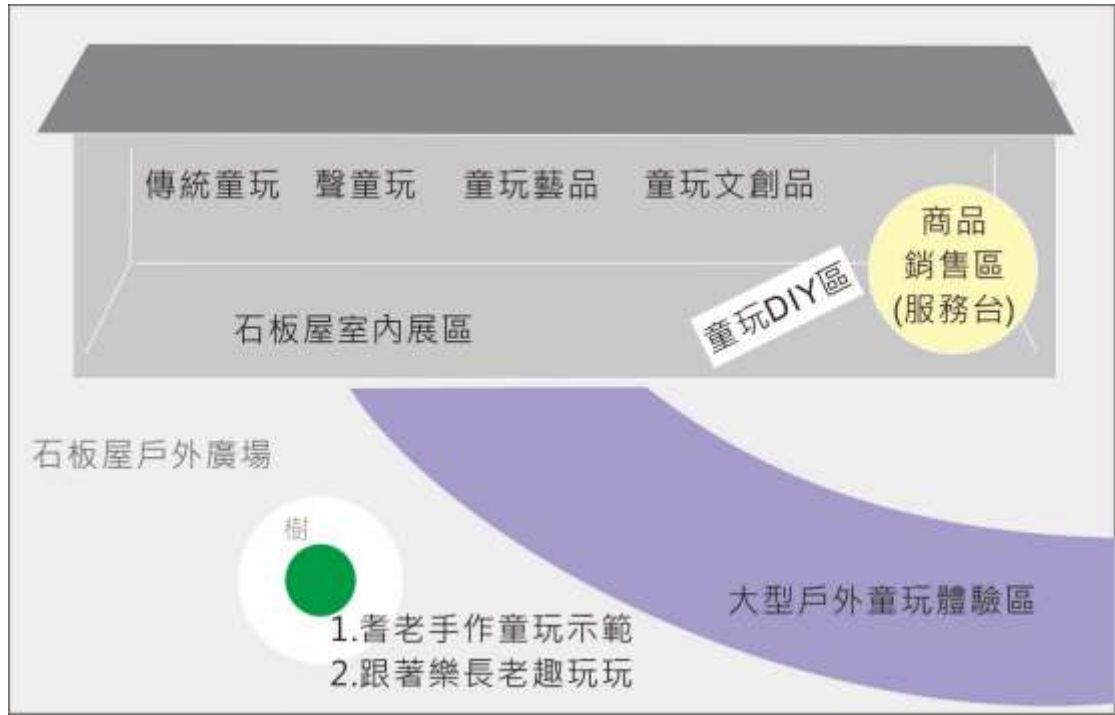 傳統童玩
聲童玩
童玩藝品
童玩文創品
商品
銷售區
(服務台)
童玩DIY區
石板屋室內展區
石板屋戶外廣場
樹
大型戶外童玩體驗區
1.耆老手作童玩示範
2.跟著樂長老趣玩玩